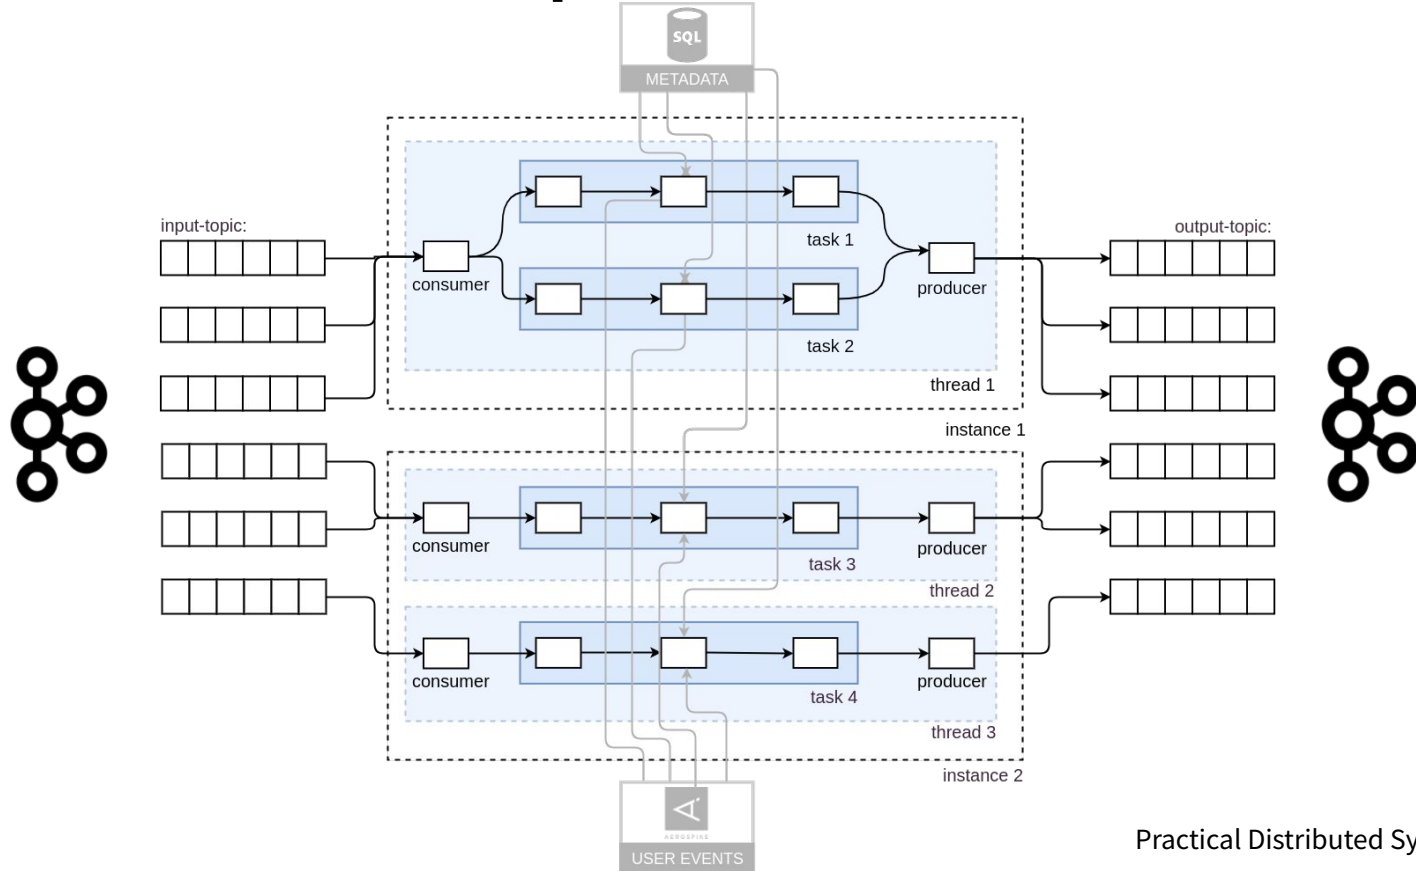 SQL
METADATA
input-topic:
output-topic:
task 1
consumer
producer
task 2
thread 1
instance 1
consumer
producer
task 3
thread 2
consumer
producer
task 4
thread 3
instance 2
AEROSPIKE
USER EVENTS
Practical Distributed Sy